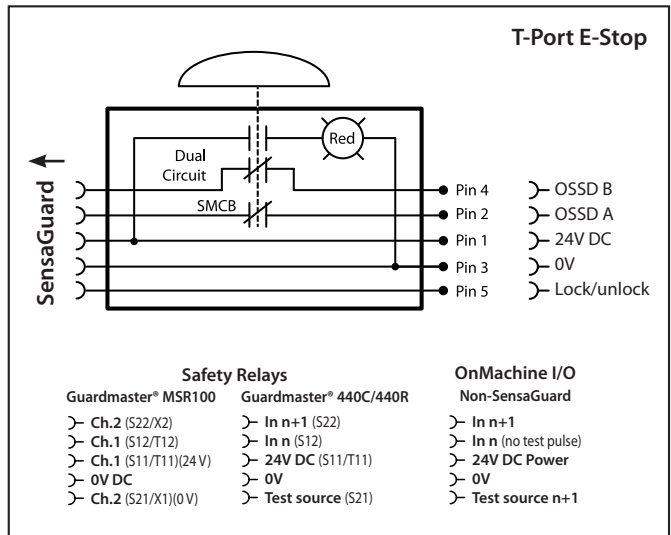 T-Port E-Stop
Red
Dual
Circuit
SMCB
SensaGuard
Pin 4 OSSD B
Pin 2 OSSD A
Pin 1 24V DC
Pin 3 0V
Pin 5 Lock/unlock
Safety Relays
Guardmaster® MSR100
Ch.2 (S22/X2)
Ch.1 (S12/T12)
Ch.1 (S11/T11)(24 V)
0V DC
Ch.2 (S21/X1)(0 V)
Guardmaster® 440C/440R
In n+1 (S22)
In n (S12)
24V DC (S11/T11)
0V
Test source (S21)
OnMachine I/O
Non-SensaGuard
In n+1
In n (no test pulse)
24V DC Power
0V
Test source n+1